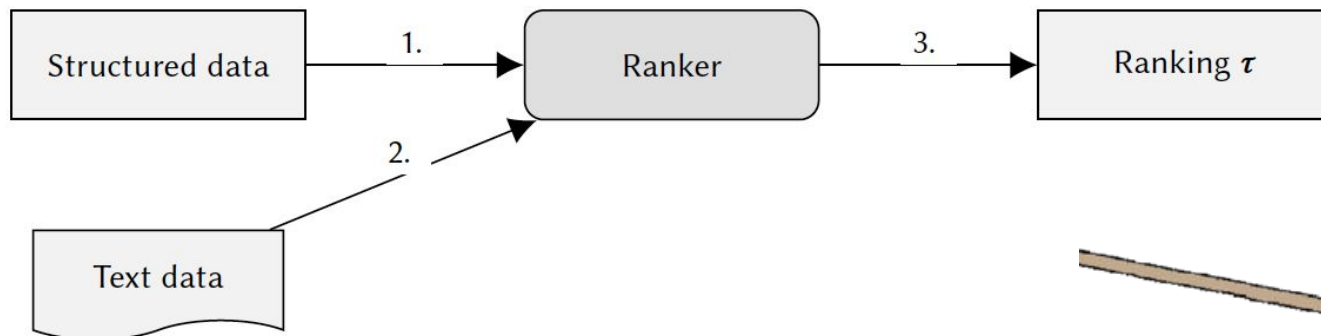 Structured data
1.
Ranker
3.
Ranking τ
2.
Text data